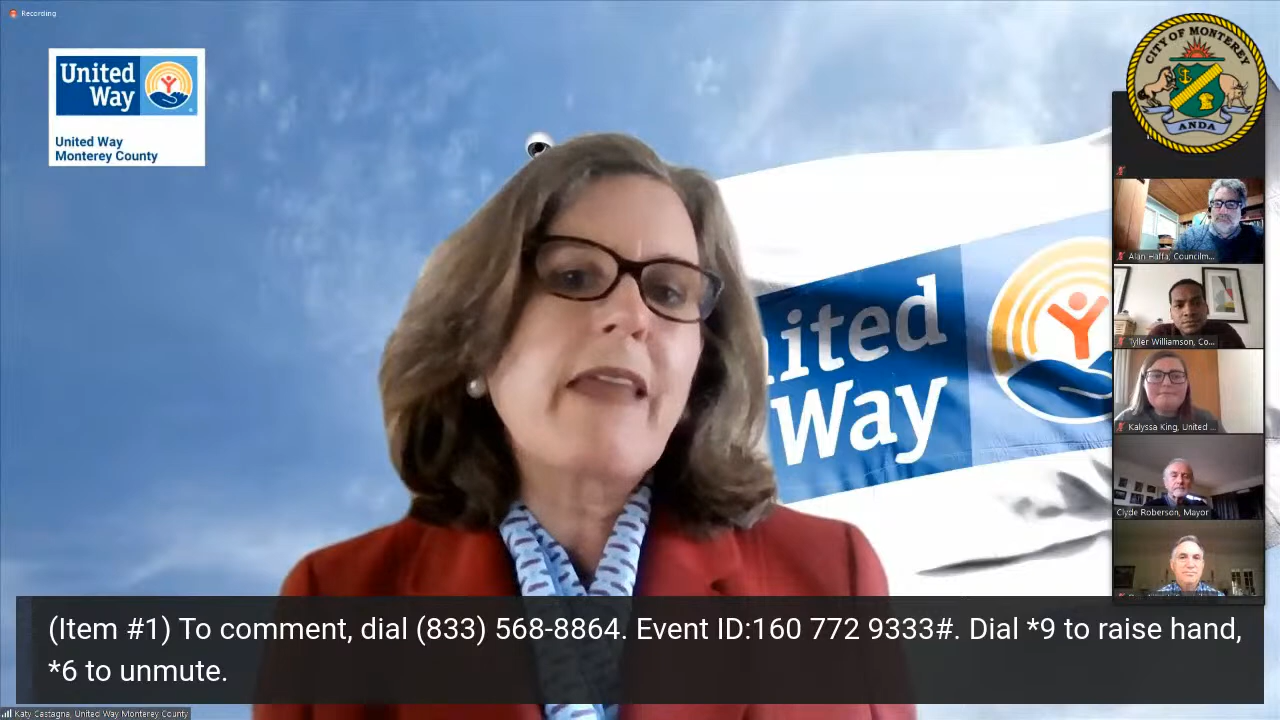 Recording
United
Way
United Way
Monterey County
CITY OF MONTEREY
ANDA
ited
Way
Alan Haffa, Councilm...
Tyller Williamson, Co...
Kalyssa King, United ...
Clyde Roberson, Mayor
(Item #1) To comment, dial (833) 568-8864. Event ID:160 772 9333#. Dial *9 to raise hand,
*6 to unmute.
Katy Castagna, United Way Monterey County